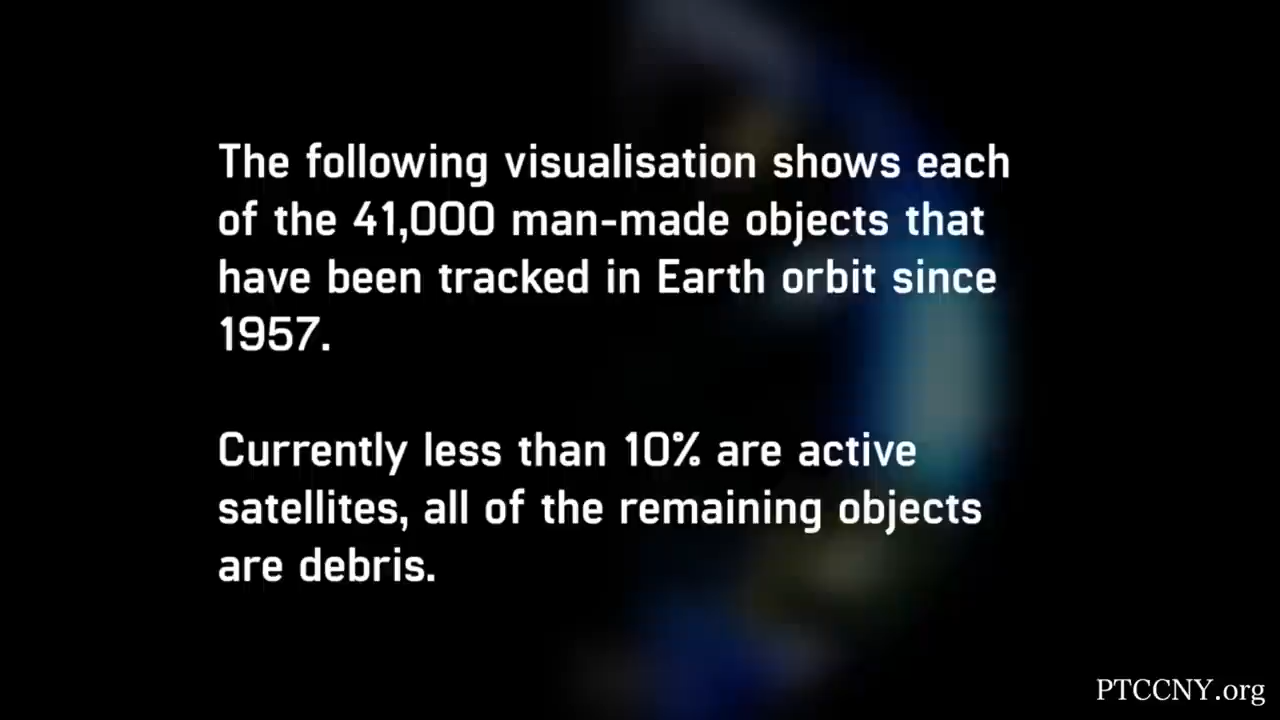 The following visualisation shows each
of the 41,000 man-made objects that
have been tracked in Earth orbit since
1957.
Currently less than 10% are active
satellites, all of the remaining objects
are debris.
PTCCNY.org